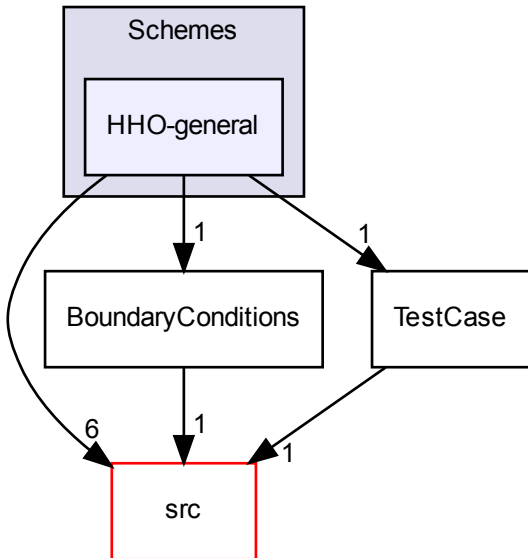 Schemes
HHO-general
1
1
BoundaryConditions
TestCase
6
1
1
src